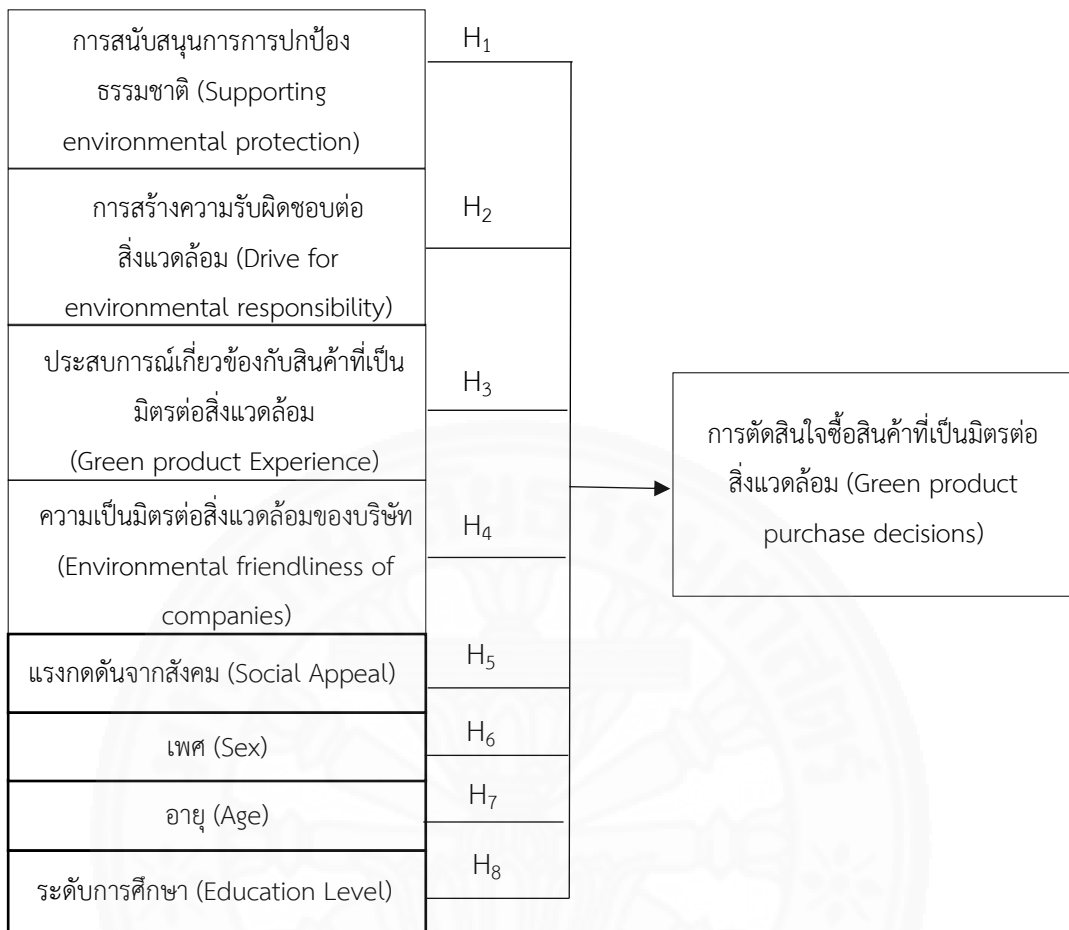 การสนับสนุนการการปกป้อง
ธรรมชาติ (Supporting
environmental protection)
H₁
การสร้างความรับผิดชอบต่อ
สิ่งแวดล้อม (Drive for
environmental responsibility)
H₂
ประสบการณ์เกี่ยวข้องกับสินค้าที่เป็น
มิตรต่อสิ่งแวดล้อม
(Green product Experience)
H₃
ความเป็นมิตรต่อสิ่งแวดล้อมของบริษัท
(Environmental friendliness of
companies)
H₄
แรงกดดันจากสังคม (Social Appeal)
H₅
เพศ (Sex)
H₆
อายุ (Age)
H₇
ระดับการศึกษา (Education Level)
H₈
การตัดสินใจซื้อสินค้าที่เป็นมิตรต่อ
สิ่งแวดล้อม (Green product
purchase decisions)